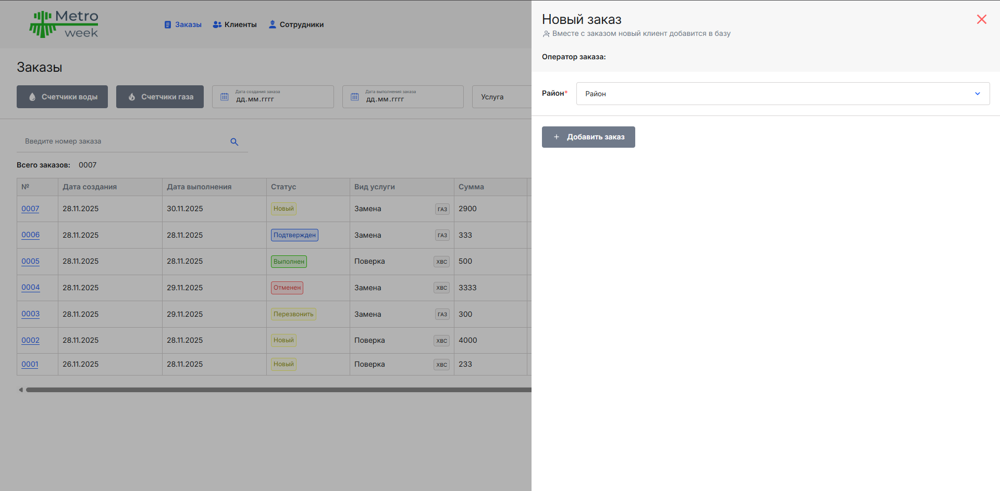 Metro
week
Заказы
Клиенты
Сотрудники
Заказы
Счетчики воды
Счетчики газа
Дата создания заказа
дд.мм.гггг
Дата выполнения заказа
дд.мм.гггг
Услуга
Введите номер заказа
Всего заказов: 0007
№ Дата создания Дата выполнения Статус Вид услуги Сумма
0007 28.11.2025 30.11.2025 Новый Замена ГАЗ 2900
0006 28.11.2025 28.11.2025 Подтвержден Замена ГАЗ 333
0005 28.11.2025 28.11.2025 Выполнен Поверка ХВС 500
0004 28.11.2025 29.11.2025 Отменен Замена ХВС 3333
0003 28.11.2025 29.11.2025 Перезвонить Замена ГАЗ 300
0002 28.11.2025 28.11.2025 Новый Поверка ХВС 4000
0001 26.11.2025 28.11.2025 Новый Поверка ХВС 233
Новый заказ
Вместе с заказом новый клиент добавится в базу
Оператор заказа:
Район* Район
+ Добавить заказ